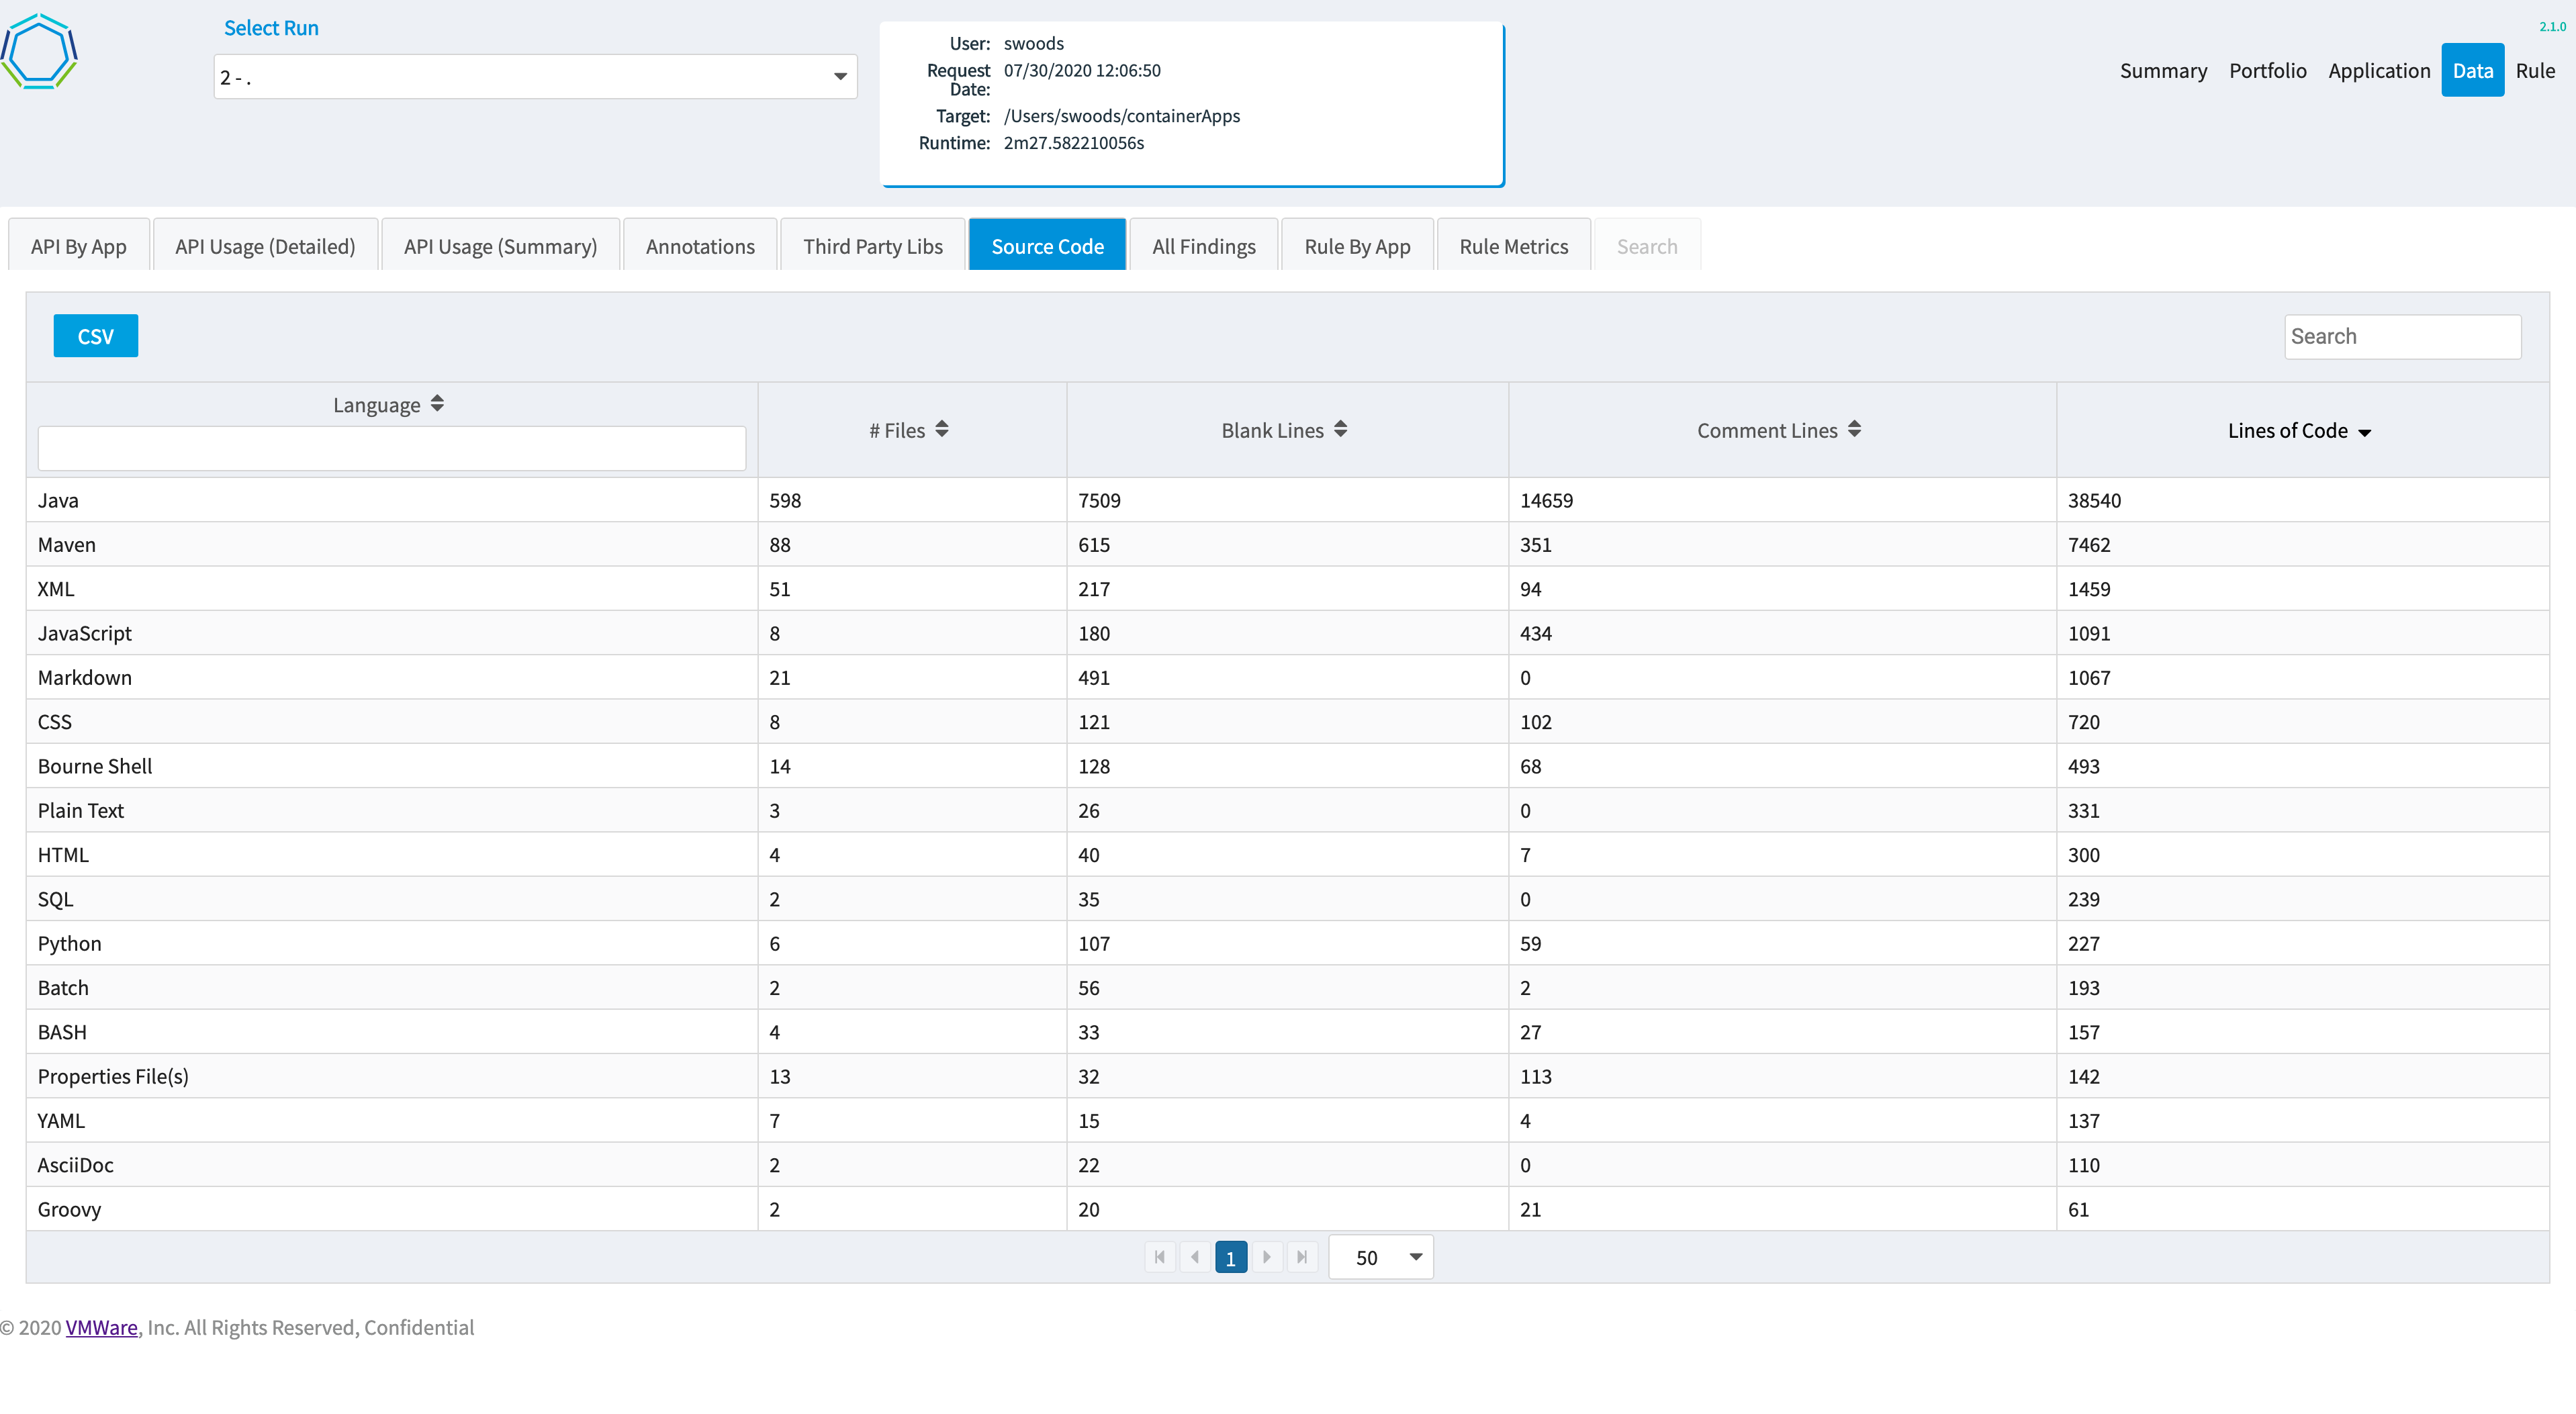 2.1.0
Select Run
2 - .
User: swoods
Request Date: 07/30/2020 12:06:50
Target: /Users/swoods/containerApps
Runtime: 2m27.582210056s
Summary Portfolio Application Data Rule
API By App API Usage (Detailed) API Usage (Summary) Annotations Third Party Libs Source Code All Findings Rule By App Rule Metrics Search
CSV Search
Language # Files Blank Lines Comment Lines Lines of Code
Java 598 7509 14659 38540
Maven 88 615 351 7462
XML 51 217 94 1459
JavaScript 8 180 434 1091
Markdown 21 491 0 1067
CSS 8 121 102 720
Bourne Shell 14 128 68 493
Plain Text 3 26 0 331
HTML 4 40 7 300
SQL 2 35 0 239
Python 6 107 59 227
Batch 2 56 2 193
BASH 4 33 27 157
Properties File(s) 13 32 113 142
YAML 7 15 4 137
AsciiDoc 2 22 0 110
Groovy 2 20 21 61
1 50
© 2020 VMWare, Inc. All Rights Reserved, Confidential